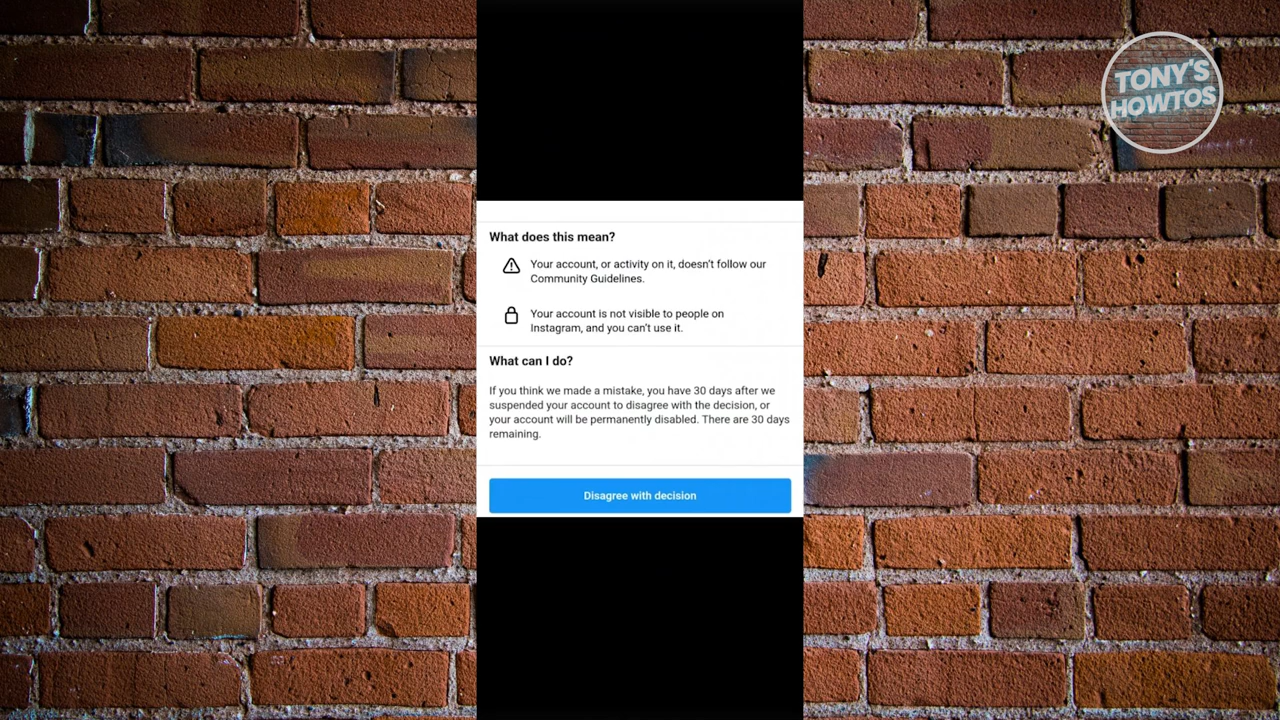 TONY'S
HOWTOS
What does this mean?
Your account, or activity on it, doesn't follow our
Community Guidelines.
Your account is not visible to people on
Instagram, and you can't use it.
What can I do?
If you think we made a mistake, you have 30 days after we
suspended your account to disagree with the decision, or
your account will be permanently disabled. There are 30 days
remaining.
Disagree with decision